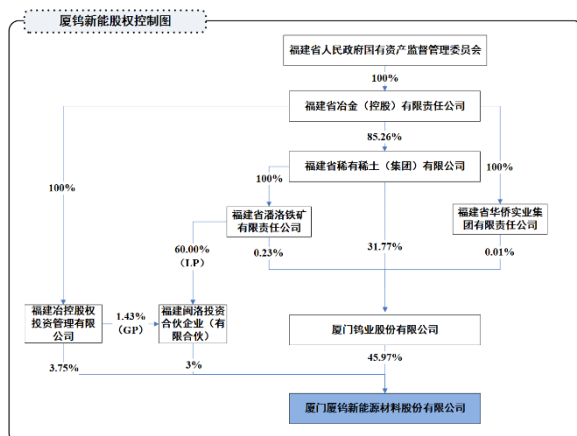 厦钨新能股权控制图
福建省人民政府国有资产监督管理委员会
100%
福建省冶金（控股）有限责任公司
85.26%
福建省稀有稀土（集团）有限公司
100%
100%
100%
福建省潘洛铁矿
有限责任公司
福建省华侨实业集
团有限责任公司
60.00%
（LP）
0.23%
31.77%
0.01%
福建冶控股权
投资管理有限
公司
1.43%
(GP)
福建闽洛投资
合伙企业（有
限合伙）
厦门钨业股份有限公司
3.75%
3%
45.97%
厦门厦钨新能源材料股份有限公司